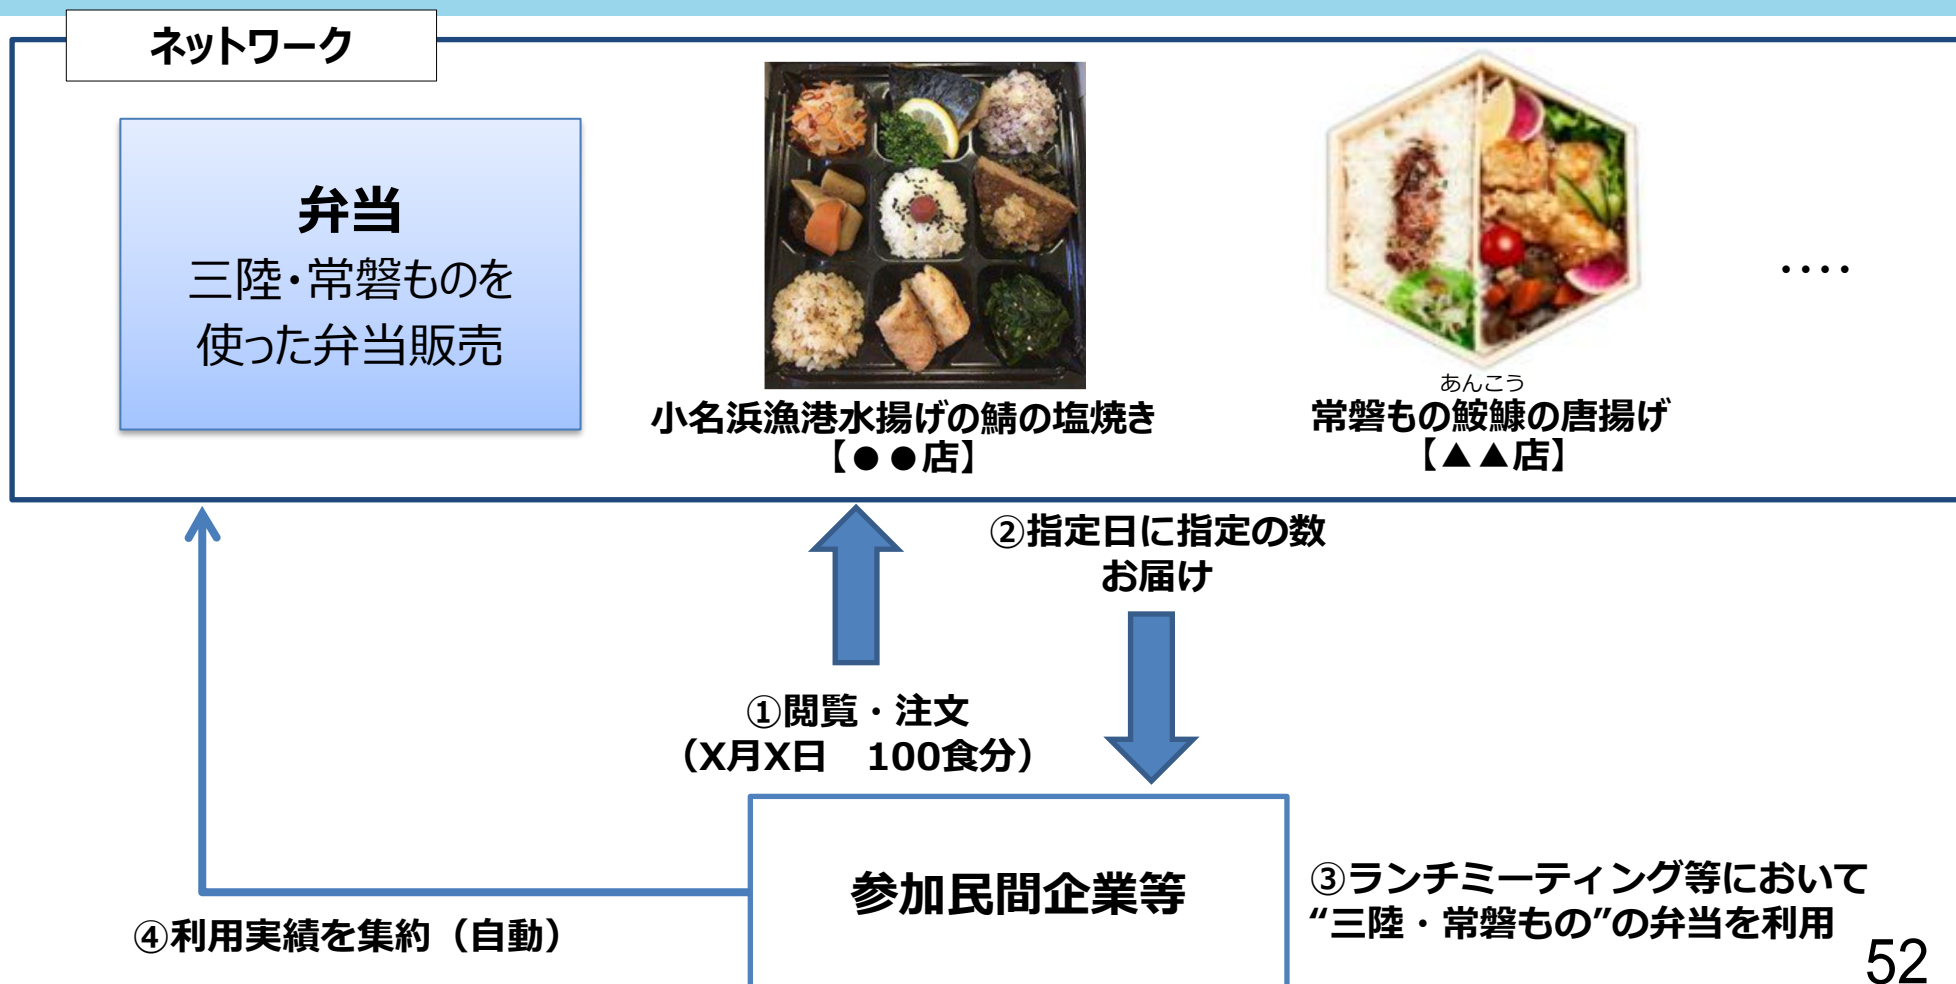 ネットワーク
弁当
三陸・常磐ものを
使った弁当販売
‥‥
小名浜漁港水揚げの鯖の塩焼き
【●●店】
あんこう
常磐もの鮟鱇の唐揚げ
【▲▲店】
②指定日に指定の数
お届け
①閲覧・注文
（X月X日　100食分）
参加民間企業等
③ランチミーティング等において
“三陸・常磐もの”の弁当を利用
④利用実績を集約（自動）
52